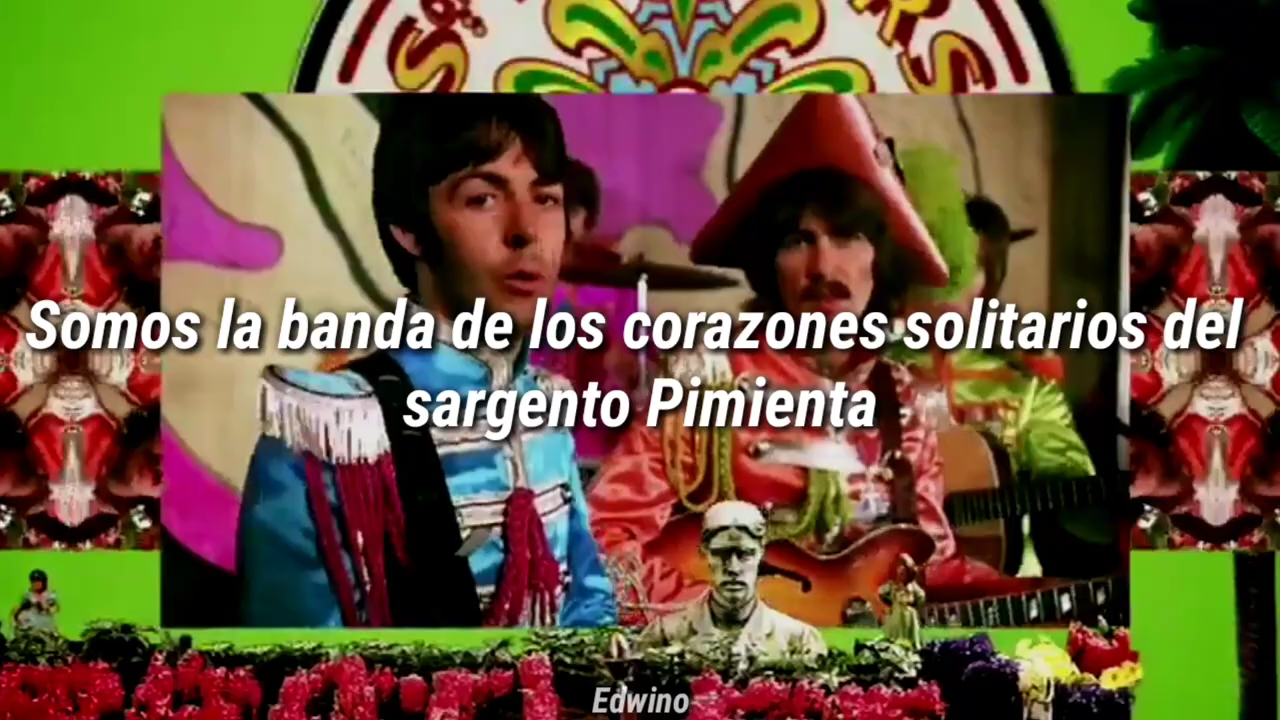 Somos la banda de los corazones solitarios del
sargento Pimienta
Edwino